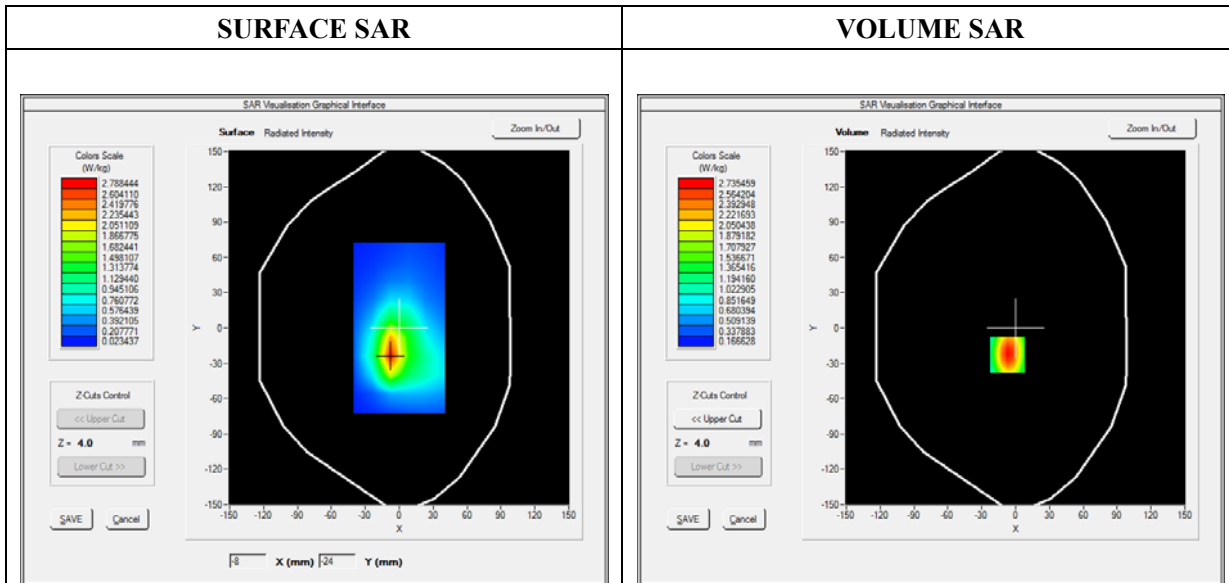 SURFACE SAR
VOLUME SAR
SAR Visualisation Graphical Interface
Surface Radiated Intensity
Zoom In/Out
Colors Scale
(W/kg)
2.788444
2.604110
2.419776
2.235443
2.051109
1.866775
1.682441
1.498107
1.313774
1.129440
0.945106
0.760772
0.576439
0.392105
0.207771
0.023437
Z-Cuts Control
<< Upper Cut
Z = 4.0 mm
Lower Cut >>
SAVE Cancel
150
120
90
60
30
0
-30
-60
-90
-120
-150
Y
-150 -120 -90 -60 -30 0 30 60 90 120 150
X
-8 X (mm) -24 Y (mm)
SAR Visualisation Graphical Interface
Volume Radiated Intensity
Zoom In/Out
Colors Scale
(W/kg)
2.735459
2.564204
2.392948
2.221693
2.050438
1.879182
1.707927
1.536671
1.365416
1.194160
1.022905
0.851649
0.680394
0.509139
0.337883
0.166628
Z-Cuts Control
<< Upper Cut
Z = 4.0 mm
Lower Cut >>
SAVE Cancel
150
120
90
60
30
0
-30
-60
-90
-120
-150
Y
-150 -120 -90 -60 -30 0 30 60 90 120 150
X